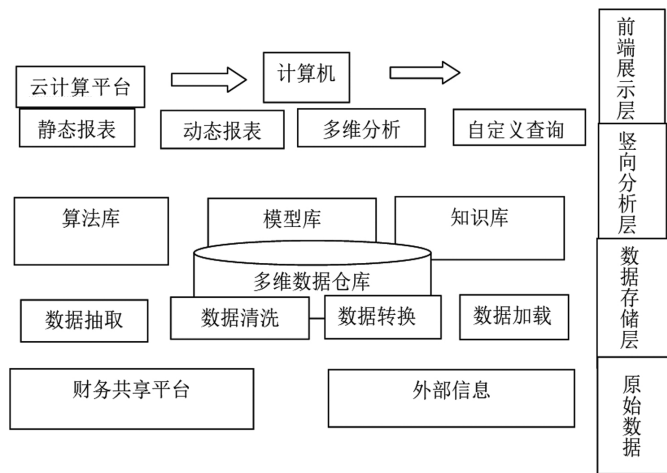 云计算平台
计算机
静态报表
动态报表
多维分析
自定义查询
前端展示层
算法库
模型库
知识库
竖向分析层
多维数据仓库
数据抽取
数据清洗
数据转换
数据加载
数据存储层
财务共享平台
外部信息
原始数据